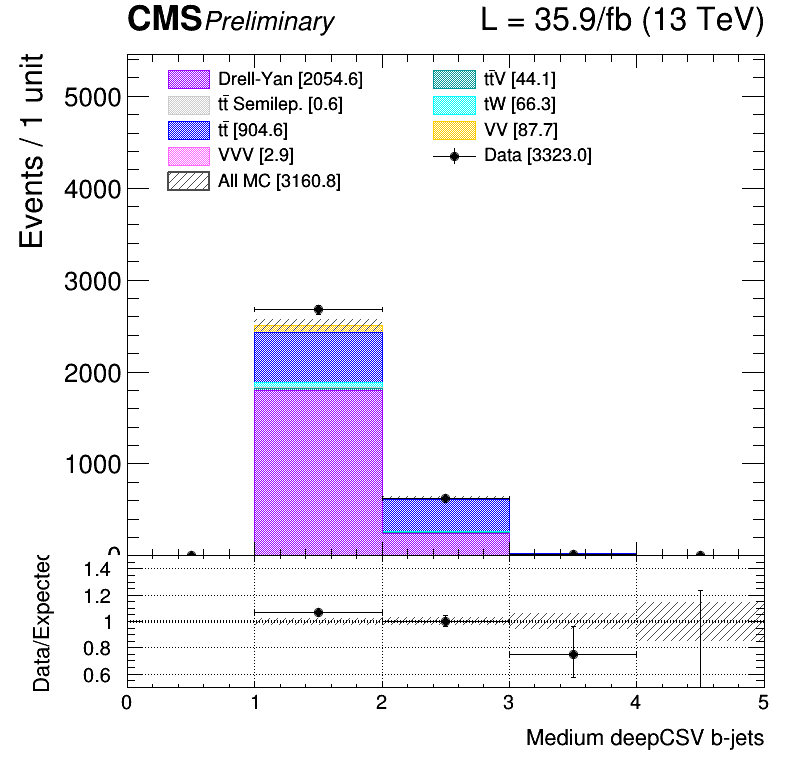 CMS Preliminary L = 35.9/fb (13 TeV)
Events / 1 unit
5000
4000
3000
2000
1000
0
Drell-Yan [2054.6]
tt̄ Semilep. [0.6]
tt̄ [904.6]
VVV [2.9]
All MC [3160.8]
tt̄V [44.1]
tW [66.3]
VV [87.7]
Data [3323.0]
Data/Expected
1.4
1.2
1
0.8
0.6
0 1 2 3 4 5
Medium deepCSV b-jets